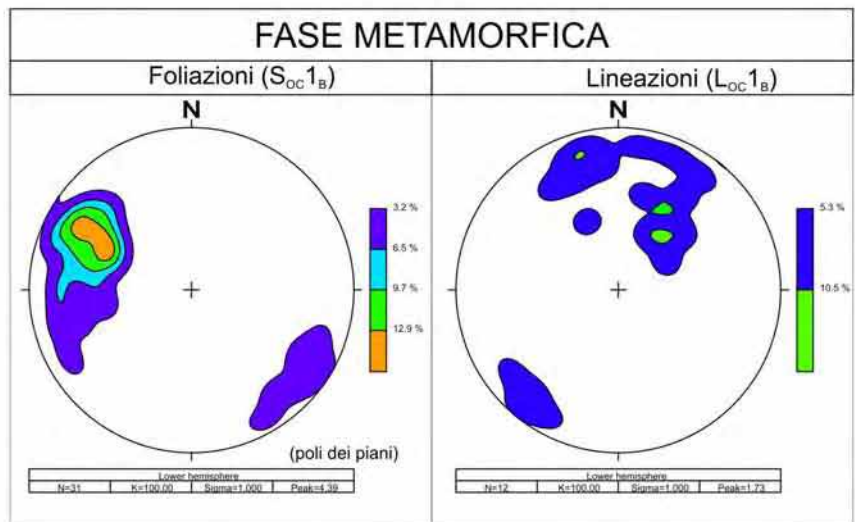 FASE METAMORFICA
Foliazioni (SOC1B)
Lineazioni (LOC1B)
N
3.2 %
6.5 %
9.7 %
12.9 %
(poli dei piani)
Lower hemisphere
N=31 K=100.00 Sigma=1.000 Peak=4.39
N
5.3 %
10.5 %
Lower hemisphere
N=12 K=100.00 Sigma=1.000 Peak=1.73